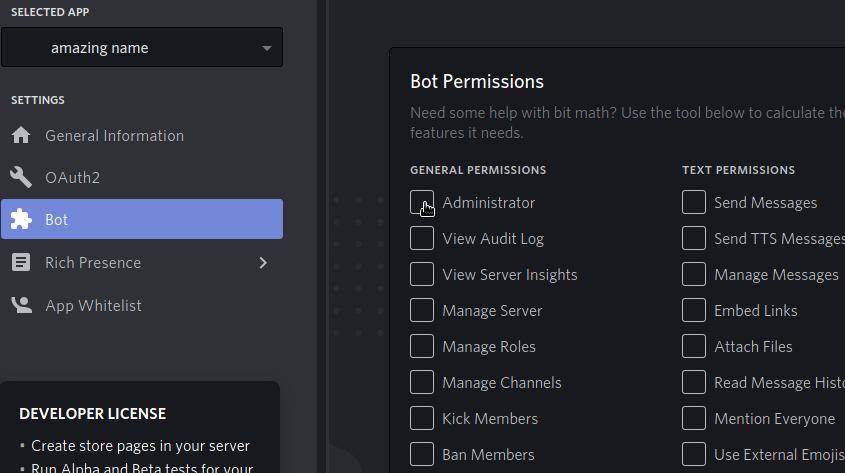 SELECTED APP
amazing name
SETTINGS
General Information
OAuth2
Bot
Rich Presence
App Whitelist
DEVELOPER LICENSE
• Create store pages in your server
• Run Alpha and Beta tests for your
Bot Permissions
Need some help with bit math? Use the tool below to calculate the
features it needs.
GENERAL PERMISSIONS
Administrator
View Audit Log
View Server Insights
Manage Server
Manage Roles
Manage Channels
Kick Members
Ban Members
TEXT PERMISSIONS
Send Messages
Send TTS Messages
Manage Messages
Embed Links
Attach Files
Read Message Histo
Mention Everyone
Use External Emojis